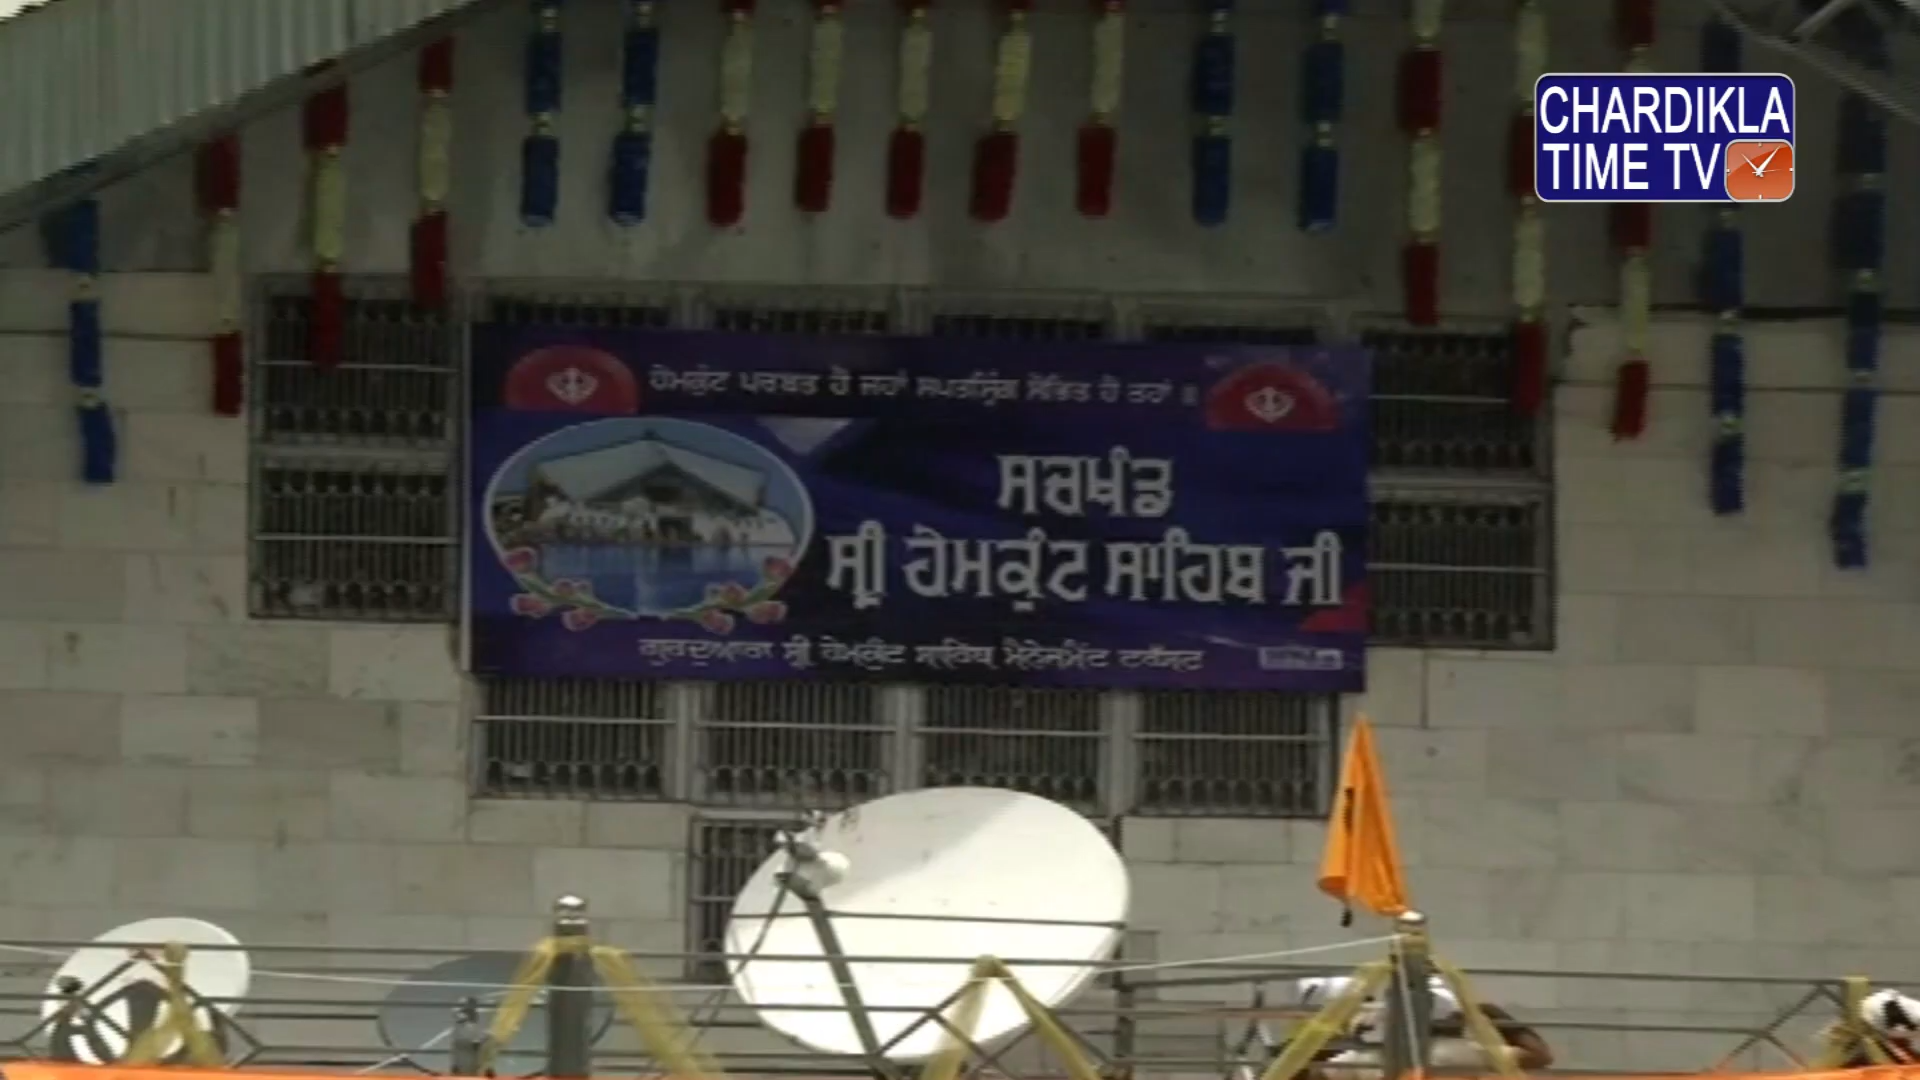 CHARDIKLA
TIME TV
ਹੇਮਕੁੰਟ ਪਰਬਤ ਹੈ ਜਹਾਂ ਸਪਤਸ੍ਰਿੰਗ ਸੋਭਿਤ ਹੈ ਤਹਾਂ ॥
ਸਚਖੰਡ
ਸ੍ਰੀ ਹੇਮਕੁੰਟ ਸਾਹਿਬ ਜੀ
ਗੁਰਦੁਆਰਾ ਸ੍ਰੀ ਹੇਮਕੁੰਟ ਸਾਹਿਬ ਮੈਨੇਜਮੈਂਟ ਟਰੱਸਟ